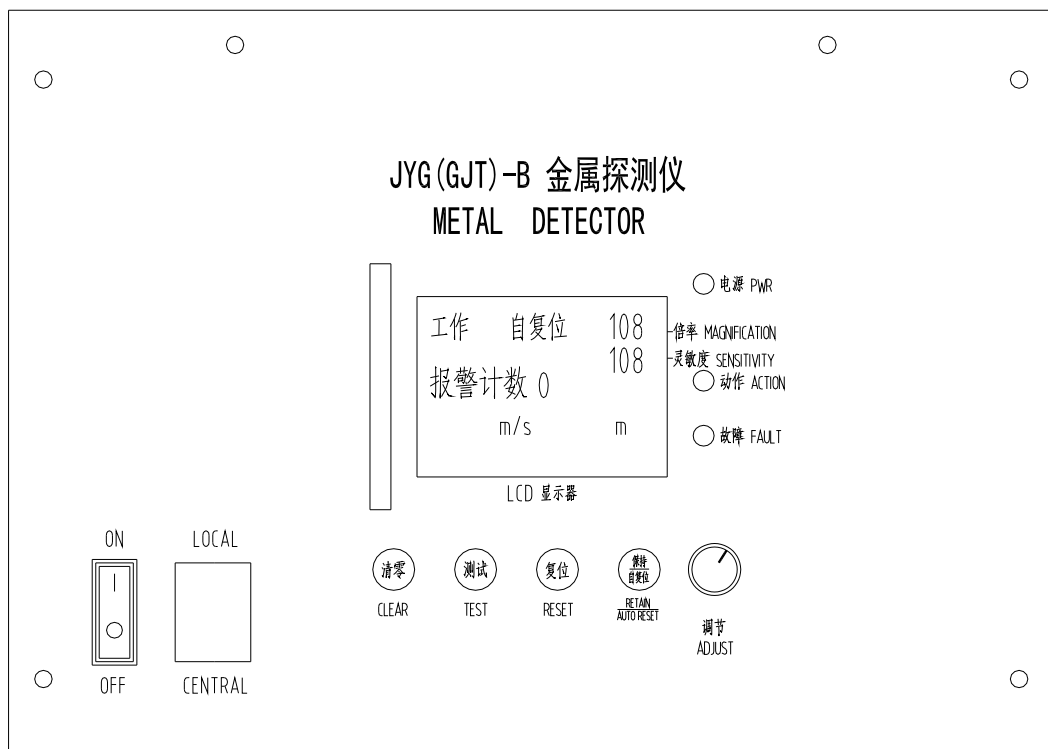 JYG(GJT)-B 金属探测仪
METAL DETECTOR
电源 PWR
工作 自复位 108
倍率 MAGNIFICATION
108
灵敏度 SENSITIVITY
报警计数 0
动作 ACTION
m/s m
故障 FAULT
LCD 显示器
ON
LOCAL
清零
测试
复位
保持
自复位
CLEAR
TEST
RESET
RETAIN
AUTO RESET
调节
ADJUST
OFF
CENTRAL